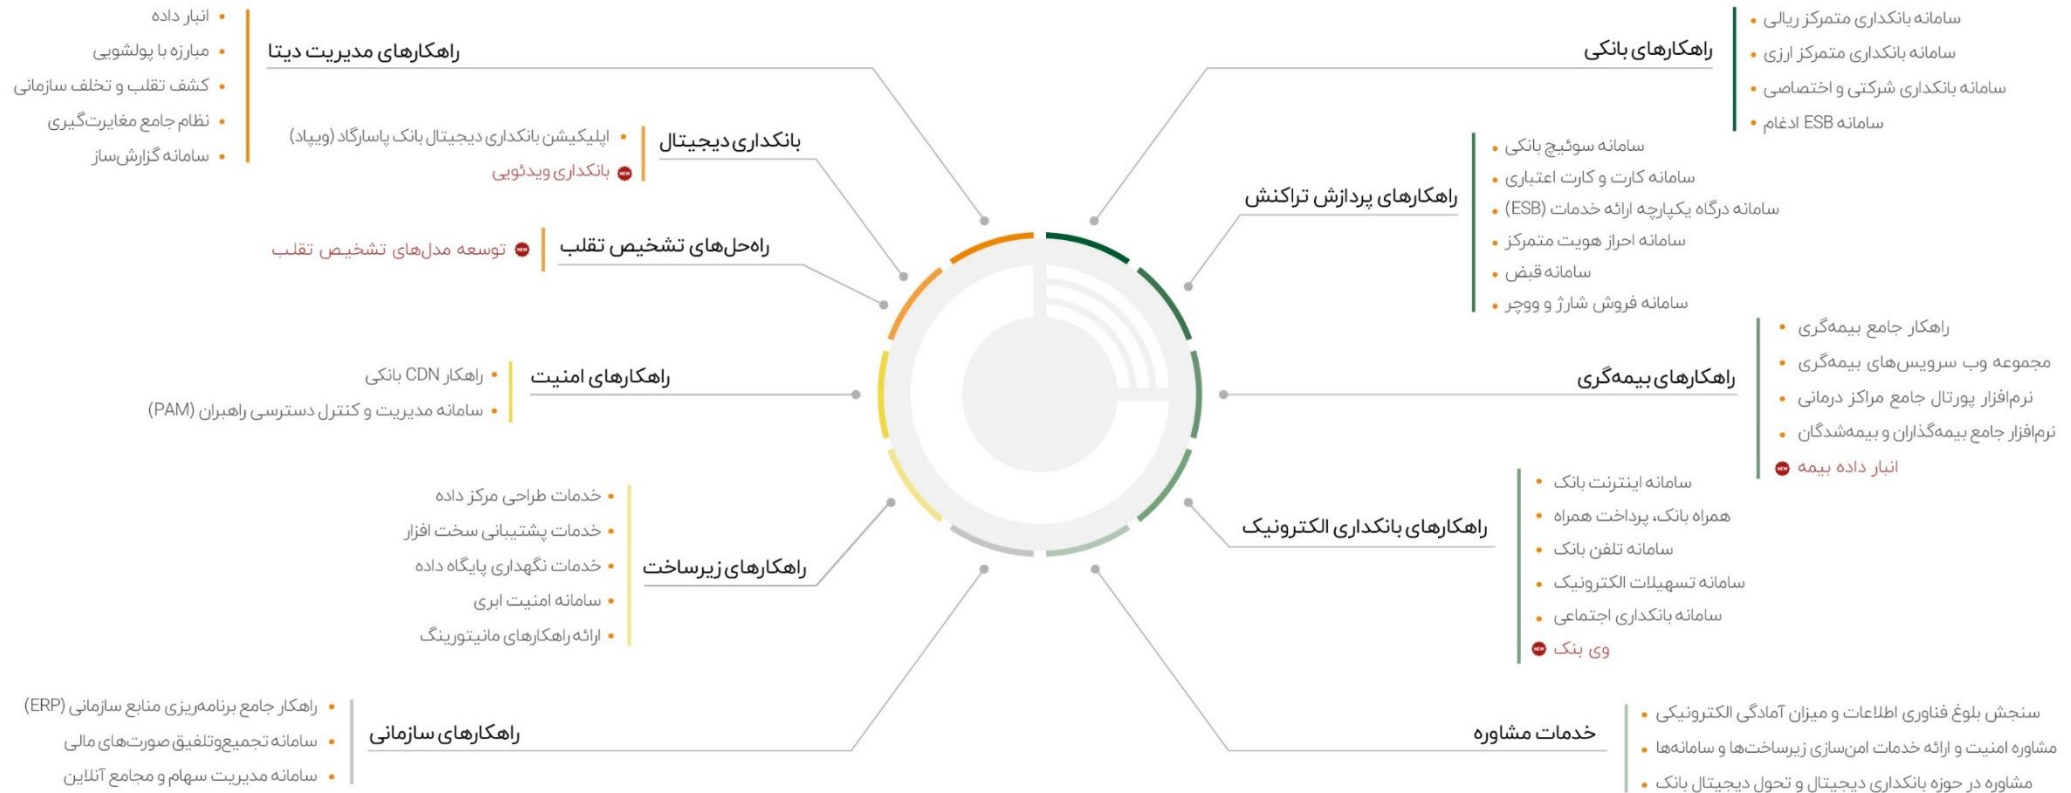 راهکارهای بانکی
سامانه بانکداری متمرکز ریالی
سامانه بانکداری متمرکز ارزی
سامانه بانکداری شرکتی و اختصاصی
سامانه ESB ادغام
راهکارهای پردازش تراکنش
سامانه سوئیچ بانکی
سامانه کارت و کارت اعتباری
سامانه درگاه یکپارچه ارائه خدمات (ESB)
سامانه احراز هویت متمرکز
سامانه قبض
سامانه فروش شارژ و ووچر
راهکارهای بیمه‌گری
راهکار جامع بیمه‌گری
مجموعه وب سرویس‌های بیمه‌گری
نرم‌افزار پورتال جامع مراکز درمانی
نرم‌افزار جامع بیمه‌گذاران و بیمه‌شدگان
NEW انبار داده بیمه
راهکارهای بانکداری الکترونیک
سامانه اینترنت بانک
همراه بانک، پرداخت همراه
سامانه تلفن بانک
سامانه تسهیلات الکترونیک
سامانه بانکداری اجتماعی
NEW وی بنک
خدمات مشاوره
سنجش بلوغ فناوری اطلاعات و میزان آمادگی الکترونیکی
مشاوره امنیت و ارائه خدمات امن‌سازی زیرساخت‌ها و سامانه‌ها
مشاوره در حوزه بانکداری دیجیتال و تحول دیجیتال بانک
راهکارهای مدیریت دیتا
انبار داده
مبارزه با پولشویی
کشف تقلب و تخلف سازمانی
نظام جامع مغایرت‌گیری
سامانه گزارش‌ساز
بانکداری دیجیتال
اپلیکیشن بانکداری دیجیتال بانک پاسارگاد (ویپاد)
NEW بانکداری ویدئویی
راه‌حل‌های تشخیص تقلب
NEW توسعه مدل‌های تشخیص تقلب
راهکارهای امنیت
راهکار CDN بانکی
سامانه مدیریت و کنترل دسترسی راهبران (PAM)
راهکارهای زیرساخت
خدمات طراحی مرکز داده
خدمات پشتیبانی سخت افزار
خدمات نگهداری پایگاه داده
سامانه امنیت ابری
ارائه راهکارهای مانیتورینگ
راهکارهای سازمانی
راهکار جامع برنامه‌ریزی منابع سازمانی (ERP)
سامانه تجمیع‌وتلفیق صورت‌های مالی
سامانه مدیریت سهام و مجامع آنلاین